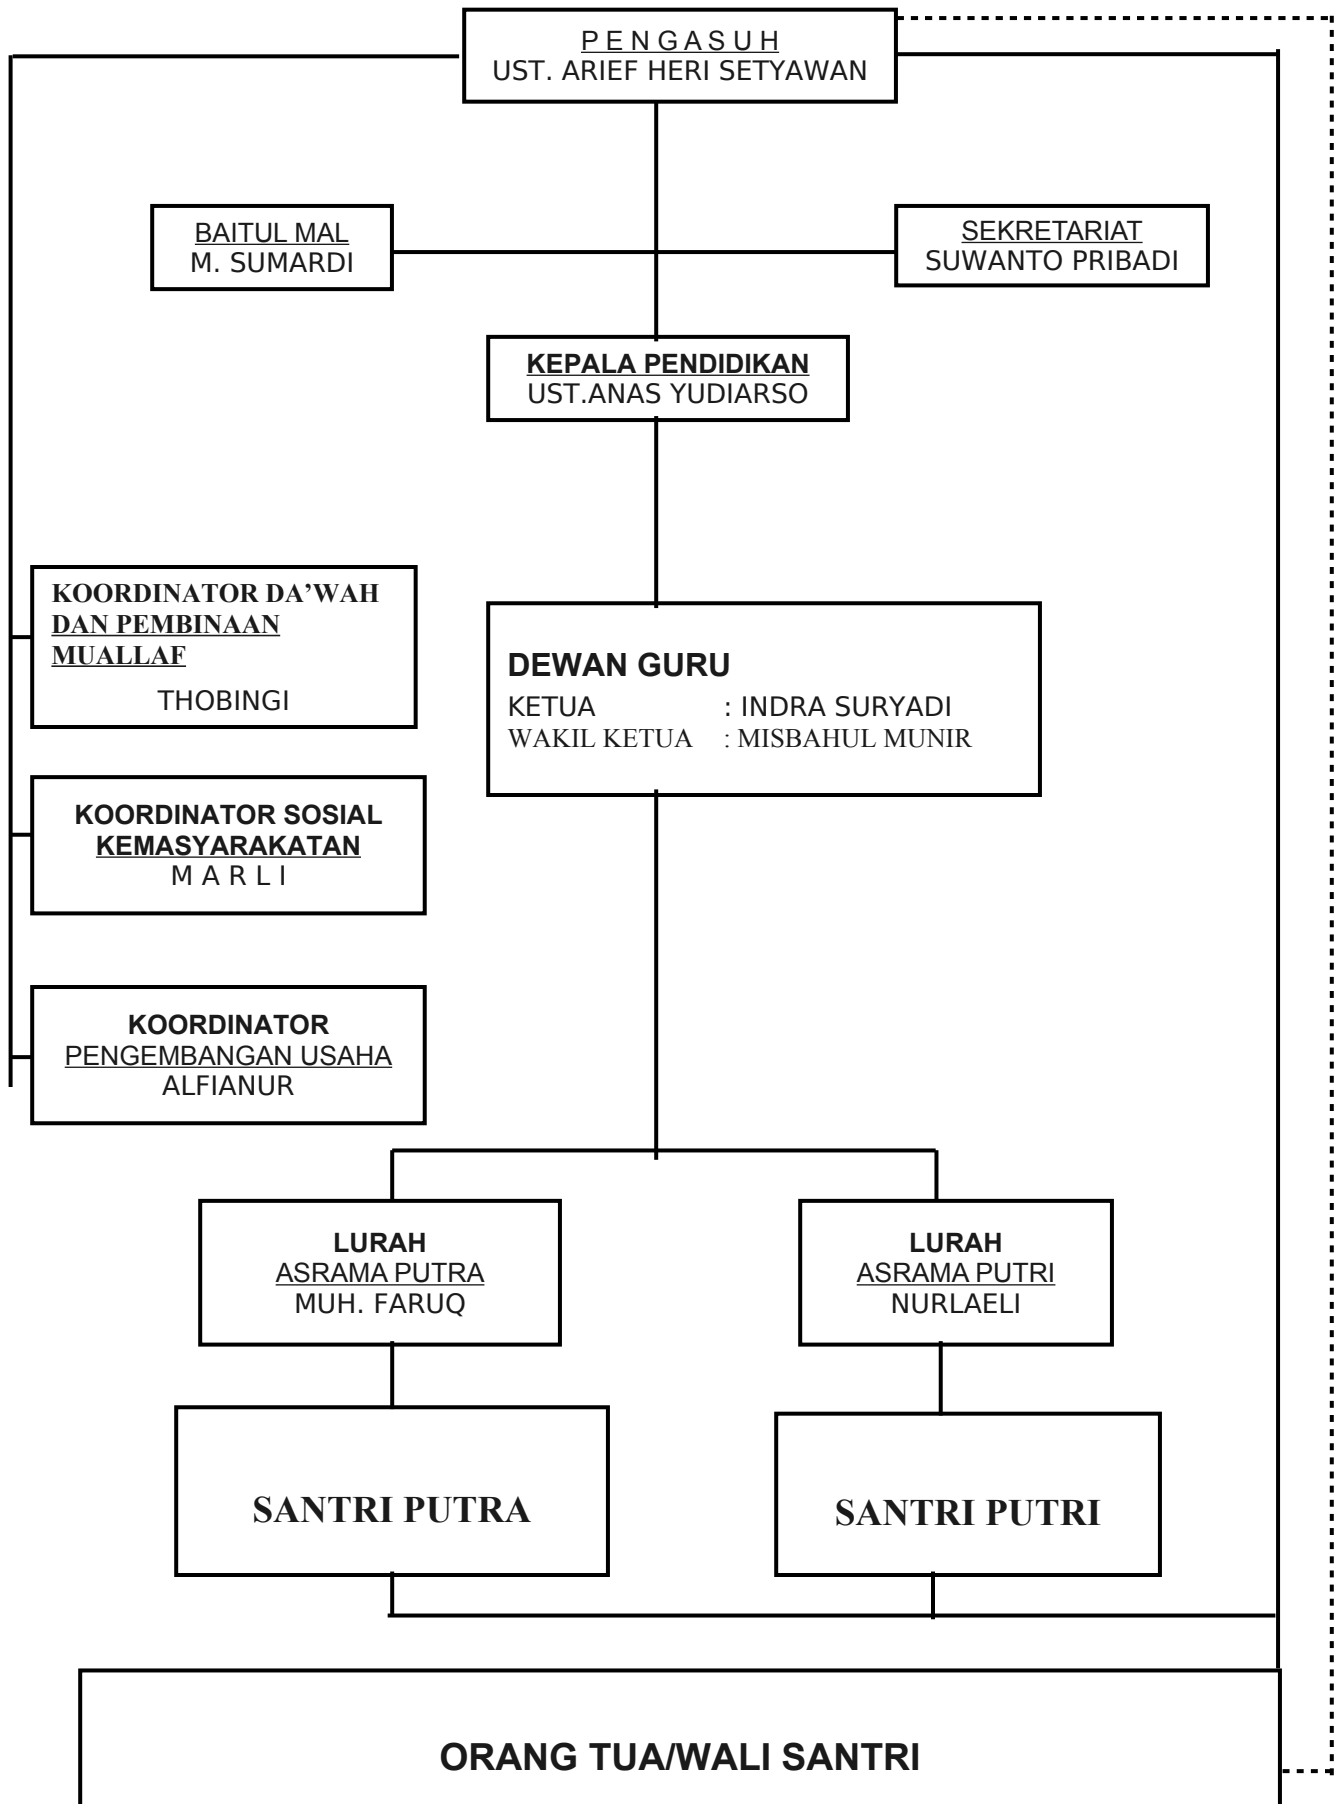 P E N G A S U H
UST. ARIEF HERI SETYAWAN
BAITUL MAL
M. SUMARDI
SEKRETARIAT
SUWANTO PRIBADI
KEPALA PENDIDIKAN
UST.ANAS YUDIARSO
KOORDINATOR DA’WAH
DAN PEMBINAAN
MUALLAF
THOBINGI
DEWAN GURU
KETUA : INDRA SURYADI
WAKIL KETUA : MISBAHUL MUNIR
KOORDINATOR SOSIAL
KEMASYARAKATAN
M A R L I
KOORDINATOR
PENGEMBANGAN USAHA
ALFIANUR
LURAH
ASRAMA PUTRA
MUH. FARUQ
LURAH
ASRAMA PUTRI
NURLAELI
SANTRI PUTRA
SANTRI PUTRI
ORANG TUA/WALI SANTRI